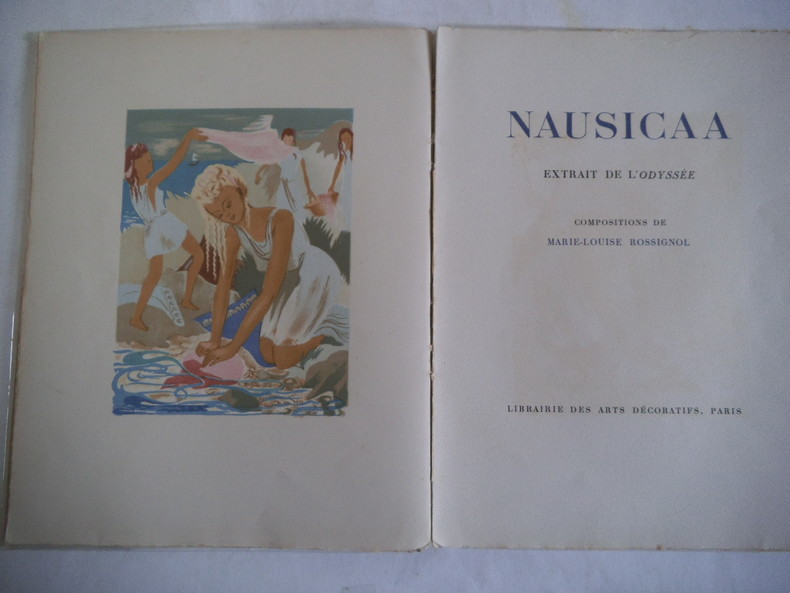 NAUSICAA
EXTRAIT DE L'ODYSSÉE
COMPOSITIONS DE
MARIE-LOUISE ROSSIGNOL
LIBRAIRIE DES ARTS DÉCORATIFS, PARIS